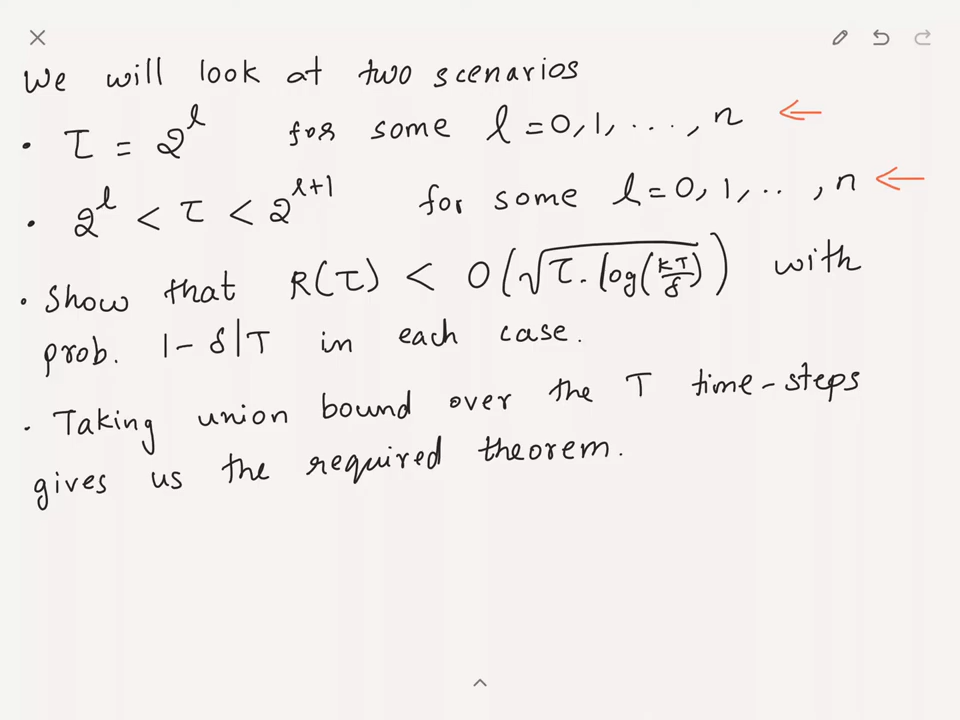 We will look at two scenarios
• τ = 2^l for some l = 0, 1, ..., n ←
• 2^l < τ < 2^{l+1} for some l = 0, 1, .., n ←
• Show that R(τ) < O(√(τ. log(kT/δ))) with
prob. 1 - δ/T in each case.
• Taking union bound over the T time-steps
gives us the required theorem.